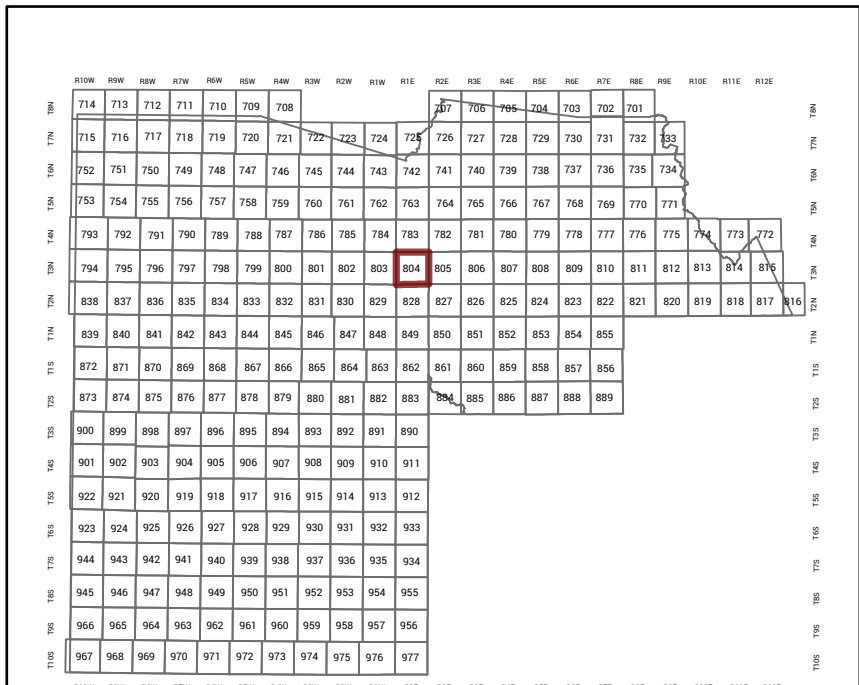 R10W R9W R8W R7W R6W R5W R4W R3W R2W R1W R1E R2E R3E R4E R5E R6E R7E R8E R9E R10E R11E R12E
T8N 714 713 712 711 710 709 708 707 706 705 704 703 702 701 T8N
T7N 715 716 717 718 719 720 721 722 723 724 725 726 727 728 729 730 731 732 733 T7N
T6N 752 751 750 749 748 747 746 745 744 743 742 741 740 739 738 737 736 735 734 T6N
T5N 753 754 755 756 757 758 759 760 761 762 763 764 765 766 767 768 769 770 771 T5N
T4N 793 792 791 790 789 788 787 786 785 784 783 782 781 780 779 778 777 776 775 774 773 772 T4N
T3N 794 795 796 797 798 799 800 801 802 803 804 805 806 807 808 809 810 811 812 813 814 815 T3N
T2N 838 837 836 835 834 833 832 831 830 829 828 827 826 825 824 823 822 821 820 819 818 817 816 T2N
T1N 839 840 841 842 843 844 845 846 847 848 849 850 851 852 853 854 855 T1N
T1S 872 871 870 869 868 867 866 865 864 863 862 861 860 859 858 857 856 T1S
T2S 873 874 875 876 877 878 879 880 881 882 883 884 885 886 887 888 889 T2S
T3S 900 899 898 897 896 895 894 893 892 891 890 T3S
T4S 901 902 903 904 905 906 907 908 909 910 911 T4S
T5S 922 921 920 919 918 917 916 915 914 913 912 T5S
T6S 923 924 925 926 927 928 929 930 931 932 933 T6S
T7S 944 943 942 941 940 939 938 937 936 935 934 T7S
T8S 945 946 947 948 949 950 951 952 953 954 955 T8S
T9S 966 965 964 963 962 961 960 959 958 957 956 T9S
T10S 967 968 969 970 971 972 973 974 975 976 977 T10S